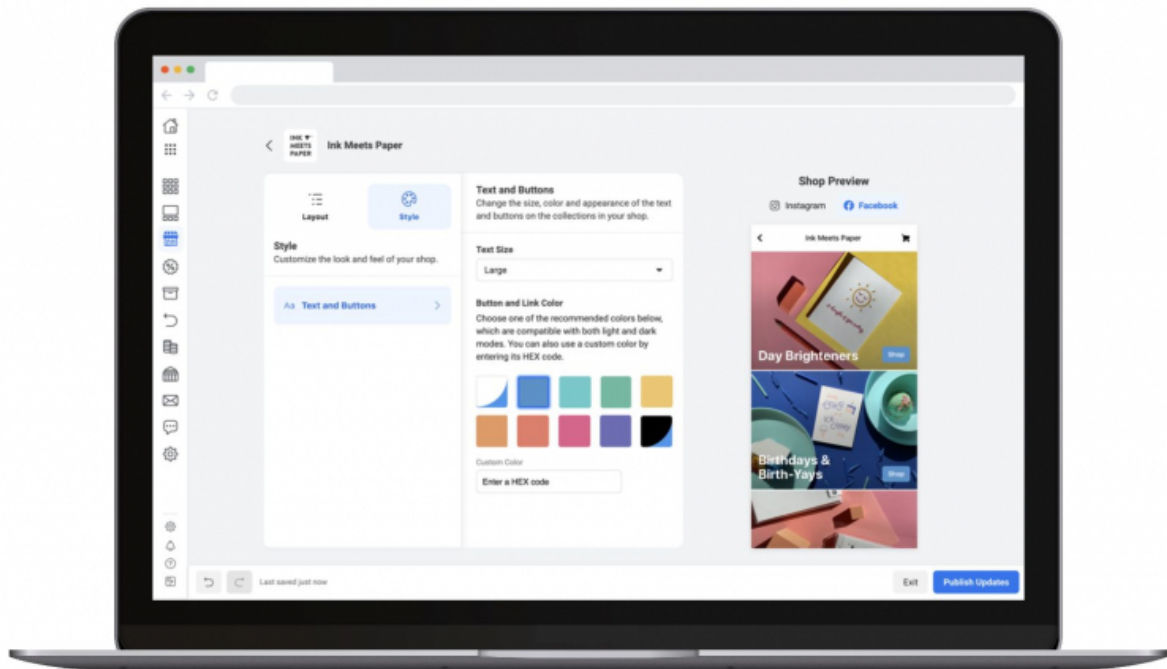 INK
MEETS
PAPER
Ink Meets Paper
Layout
Style
Style
Customize the look and feel of your shop.
Aa Text and Buttons
Text and Buttons
Change the size, color and appearance of the text
and buttons on the collections in your shop.
Text Size
Large
Button and Link Color
Choose one of the recommended colors below,
which are compatible with both light and dark
modes. You can also use a custom color by
entering its HEX code.
Custom Color
Enter a HEX code
Shop Preview
Instagram
Facebook
Ink Meets Paper
Day Brighteners
Shop
Birthdays &
Birth-Yays
Shop
Last saved just now
Exit
Publish Updates